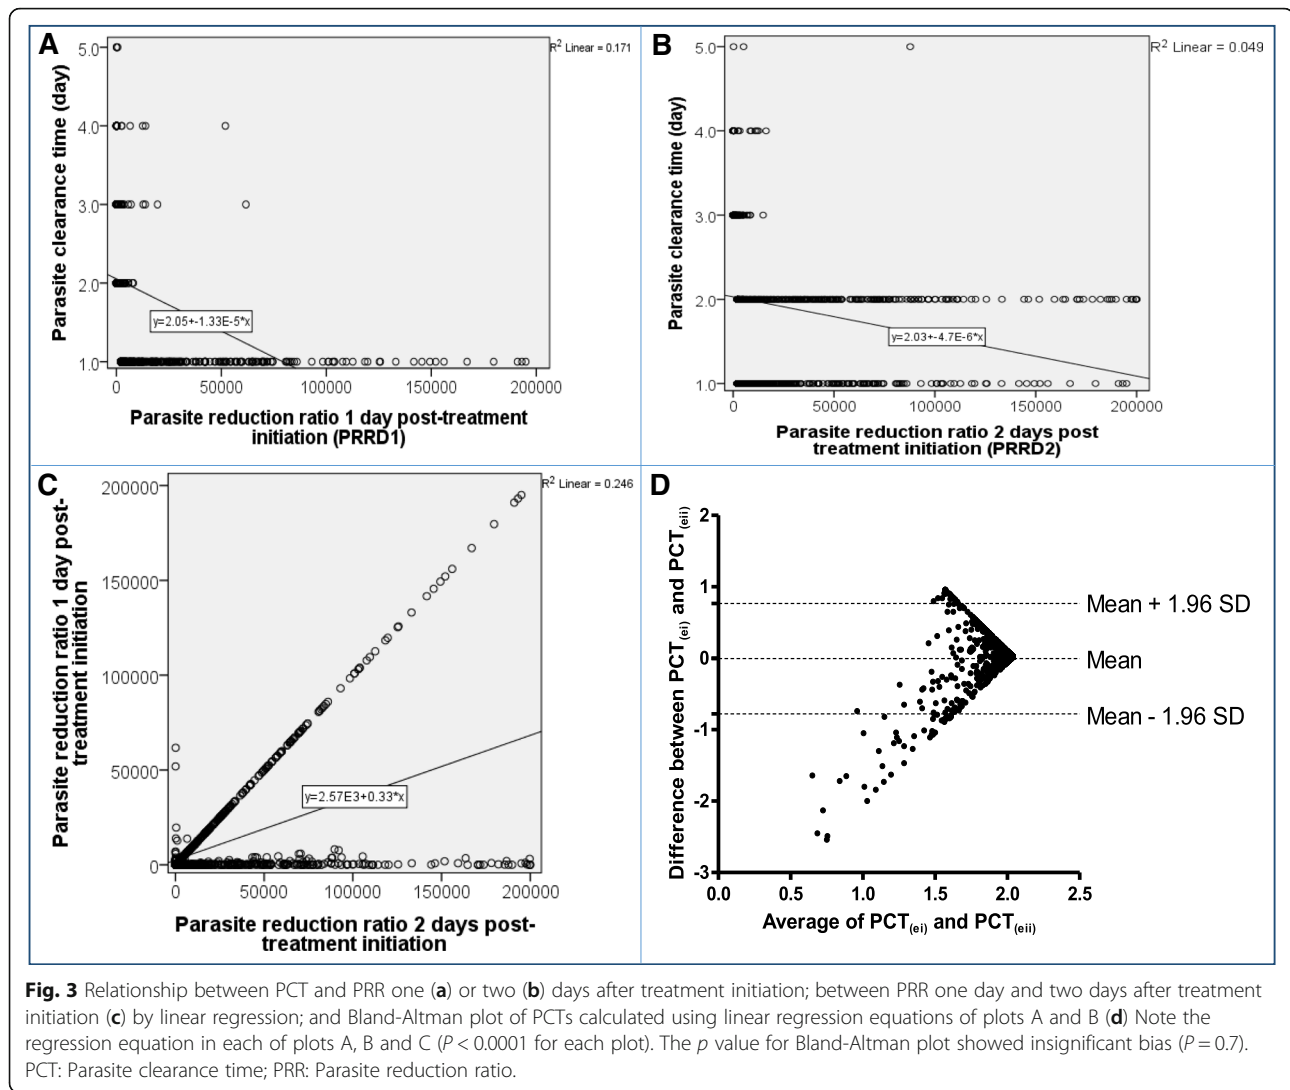 A
R² Linear = 0.171
Parasite clearance time (day)
5.0
4.0
3.0
2.0
1.0
y=2.05+-1.33E-5*x
0 50000 100000 150000 200000
Parasite reduction ratio 1 day post-treatment
initiation (PRRD1)
B
R² Linear = 0.049
Parasite clearance time (day)
5.0
4.0
3.0
2.0
1.0
y=2.03+-4.7E-6*x
0 50000 100000 150000 200000
Parasite reduction ratio 2 days post
treatment initiation (PRRD2)
C
R² Linear = 0.246
Parasite reduction ratio 1 day post-
treatment initiation
200000
150000
100000
50000
0
y=2.57E3+0.33*x
0 50000 100000 150000 200000
Parasite reduction ratio 2 days post-
treatment initiation
D
Difference between PCT(ei) and PCT(eii)
2
1
0
-1
-2
-3
Mean + 1.96 SD
Mean
Mean - 1.96 SD
0.0 0.5 1.0 1.5 2.0 2.5
Average of PCT(ei) and PCT(eii)
Fig. 3 Relationship between PCT and PRR one (a) or two (b) days after treatment initiation; between PRR one day and two days after treatment
initiation (c) by linear regression; and Bland-Altman plot of PCTs calculated using linear regression equations of plots A and B (d) Note the
regression equation in each of plots A, B and C (P < 0.0001 for each plot). The p value for Bland-Altman plot showed insignificant bias (P = 0.7).
PCT: Parasite clearance time; PRR: Parasite reduction ratio.